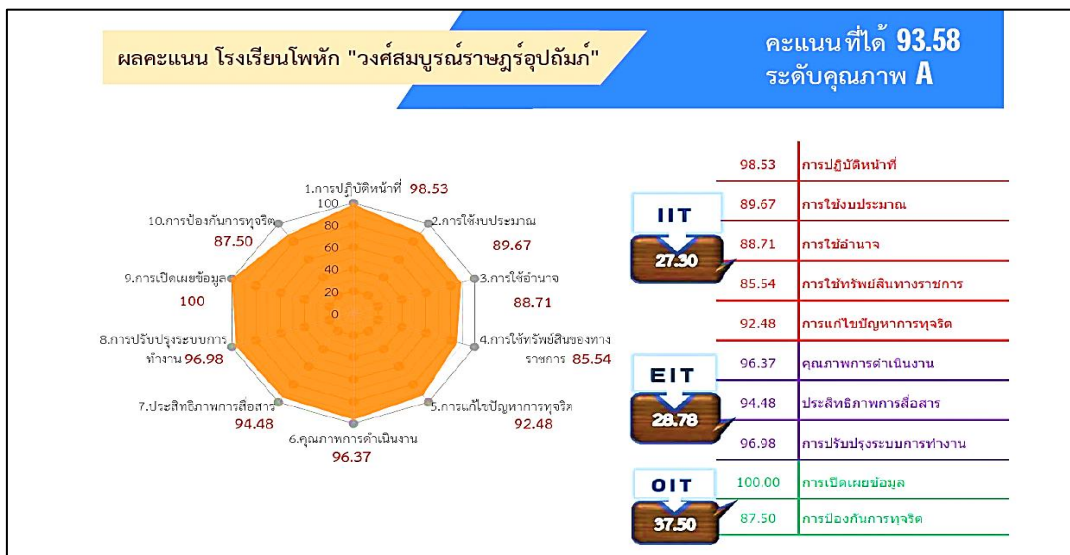 ผลคะแนน โรงเรียนโพหัก "วงศ์สมบูรณ์ราษฎร์อุปถัมภ์"
คะแนนที่ได้ 93.58
ระดับคุณภาพ A
1.การปฏิบัติหน้าที่ 98.53
2.การใช้งบประมาณ
89.67
3.การใช้อำนาจ
88.71
4.การใช้ทรัพย์สินของทาง
ราชการ 85.54
5.การแก้ไขปัญหาการทุจริต
92.48
6.คุณภาพการดำเนินงาน
96.37
7.ประสิทธิภาพการสื่อสาร
94.48
8.การปรับปรุงระบบการ
ทำงาน 96.98
9.การเปิดเผยข้อมูล
100
10.การป้องกันการทุจริต
87.50
100
80
60
40
20
0
IIT
27.30
98.53 การปฏิบัติหน้าที่
89.67 การใช้งบประมาณ
88.71 การใช้อำนาจ
85.54 การใช้ทรัพย์สินทางราชการ
92.48 การแก้ไขปัญหาการทุจริต
EIT
28.78
96.37 คุณภาพการดำเนินงาน
94.48 ประสิทธิภาพการสื่อสาร
96.98 การปรับปรุงระบบการทำงาน
OIT
37.50
100.00 การเปิดเผยข้อมูล
87.50 การป้องกันการทุจริต